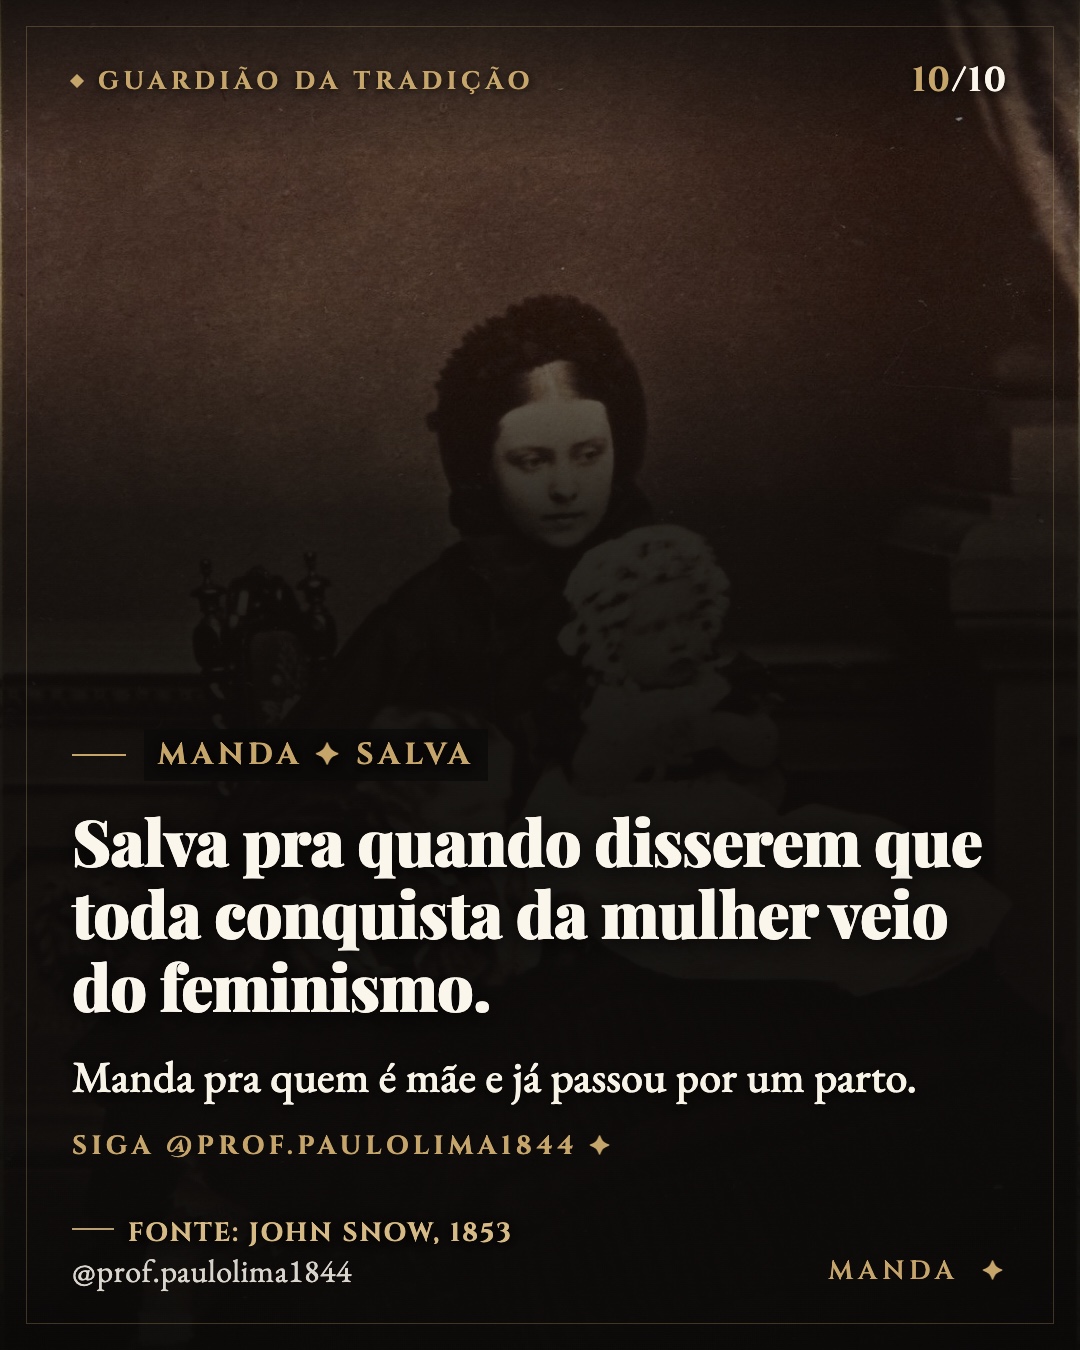 ◆ GUARDIÃO DA TRADIÇÃO
10/10
MANDA ✦ SALVA
Salva pra quando disserem que
toda conquista da mulher veio
do feminismo.
Manda pra quem é mãe e já passou por um parto.
SIGA @PROF.PAULOLIMA1844 ✦
FONTE: JOHN SNOW, 1853
@prof.paulolima1844
MANDA ✦